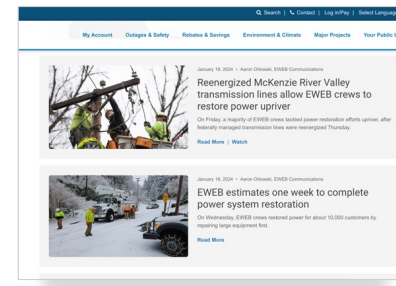 Search | Contact | Log in/Pay | Select Language
My Account Outages & Safety Rebates & Savings Environment & Climate Major Projects Your Public U
January 19, 2024 • Aaron Orlowski, EWEB Communications
Reenergized McKenzie River Valley
transmission lines allow EWEB crews to
restore power upriver
On Friday, a majority of EWEB crews tackled power restoration efforts upriver, after
federally managed transmission lines were reenergized Thursday.
Read More | Watch
January 18, 2024 • Aaron Orlowski, EWEB Communications
EWEB estimates one week to complete
power system restoration
On Wednesday, EWEB crews restored power for about 10,000 customers by
repairing large equipment first.
Read More